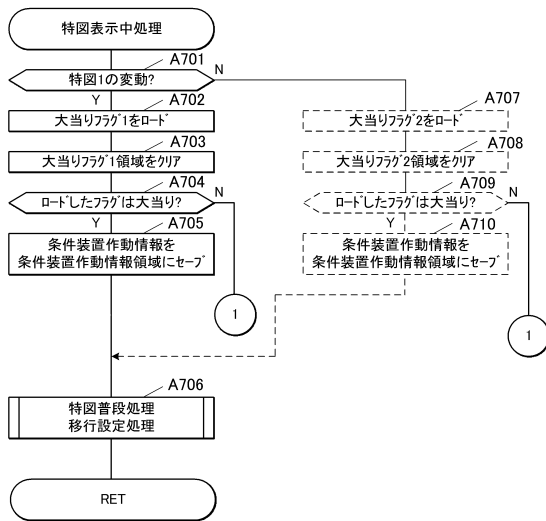 特図表示中処理
A701
特図1の変動?
N
Y
A702
大当りフラグ1をロード
A703
大当りフラグ1領域をクリア
A704
ロードしたフラグは大当り?
N
Y
A705
条件装置作動情報を
条件装置作動情報領域にセーブ
1
A707
大当りフラグ2をロード
A708
大当りフラグ2領域をクリア
A709
ロードしたフラグは大当り?
N
Y
A710
条件装置作動情報を
条件装置作動情報領域にセーブ
1
A706
特図普段処理
移行設定処理
RET